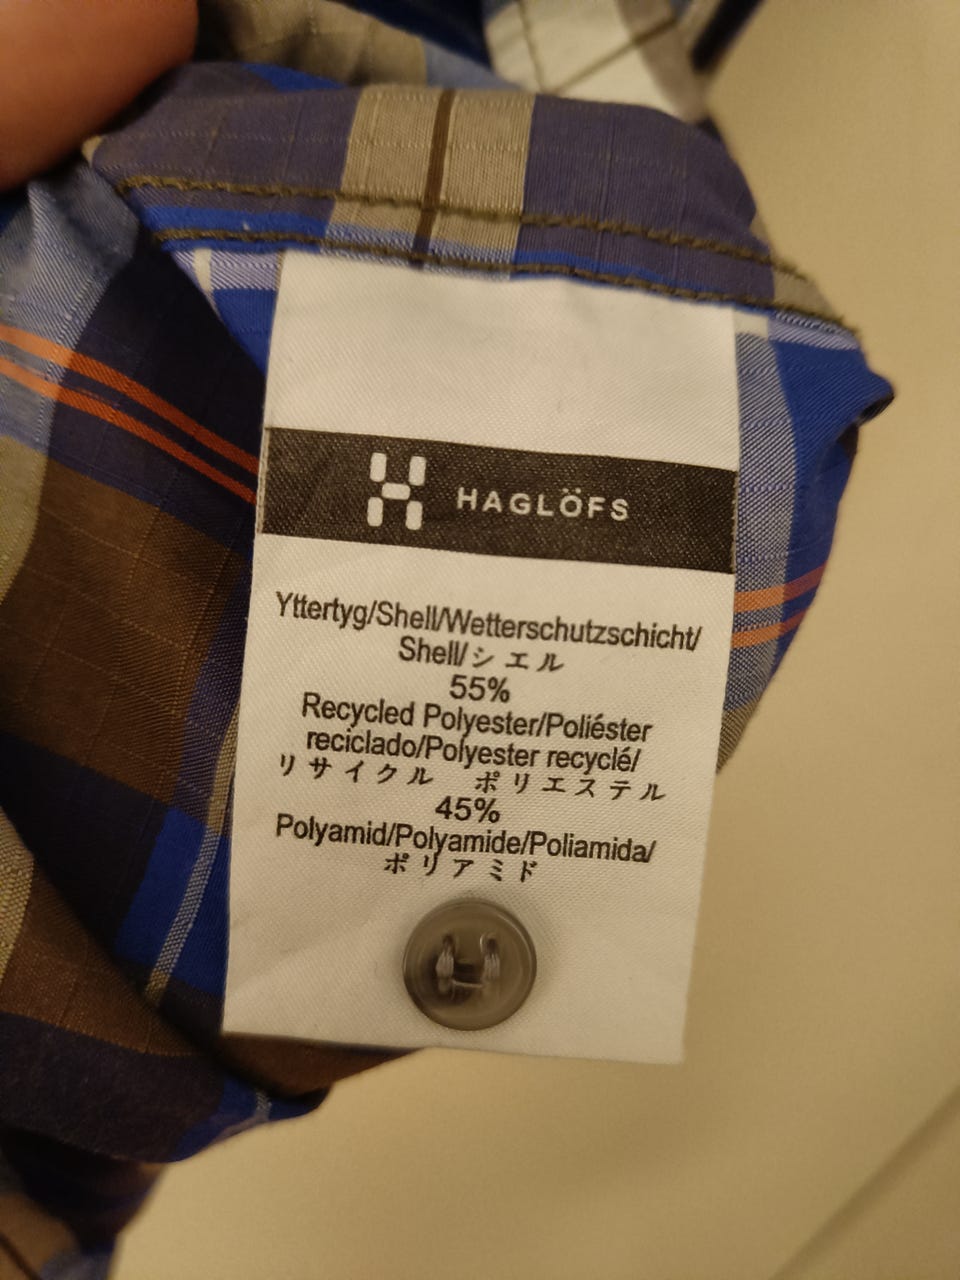 HAGLÖFS
Yttertyg/Shell/Wetterschutzschicht/
Shell/シェル
55%
Recycled Polyester/Poliéster
reciclado/Polyester recyclé/
リサイクル ポリエステル
45%
Polyamid/Polyamide/Poliamida/
ポリアミド